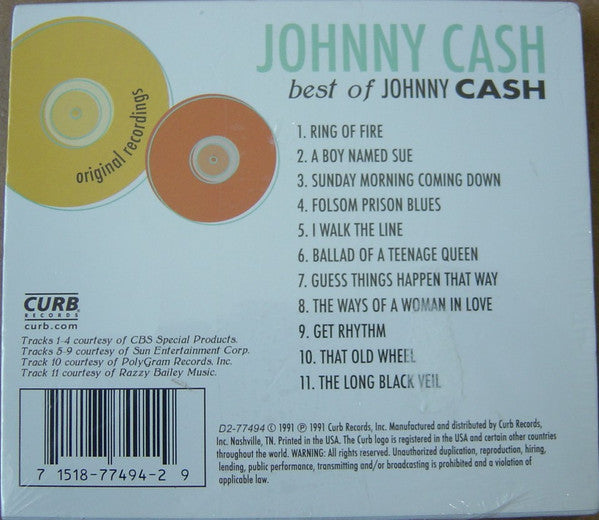 JOHNNY CASH
best of JOHNNY CASH
original recordings
1. RING OF FIRE
2. A BOY NAMED SUE
3. SUNDAY MORNING COMING DOWN
4. FOLSOM PRISON BLUES
5. I WALK THE LINE
6. BALLAD OF A TEENAGE QUEEN
7. GUESS THINGS HAPPEN THAT WAY
8. THE WAYS OF A WOMAN IN LOVE
9. GET RHYTHM
10. THAT OLD WHEEL
11. THE LONG BLACK VEIL
CURB
RECORDS
curb.com
Tracks 1-4 courtesy of CBS Special Products.
Tracks 5-9 courtesy of Sun Entertainment Corp.
Track 10 courtesy of PolyGram Records, Inc.
Track 11 courtesy of Razzy Bailey Music.
7 15187-77494-2 9
D2-77494 © 1991 ℗ 1991 Curb Records, Inc. Manufactured and distributed by Curb Records,
Inc. Nashville, TN. Printed in the USA. The Curb logo is registered in the USA and certain other countries
throughout the world. WARNING: All rights reserved. Unauthorized duplication, reproduction, hiring,
lending, public performance, transmitting and/or broadcasting is prohibited and a violation of
applicable law.